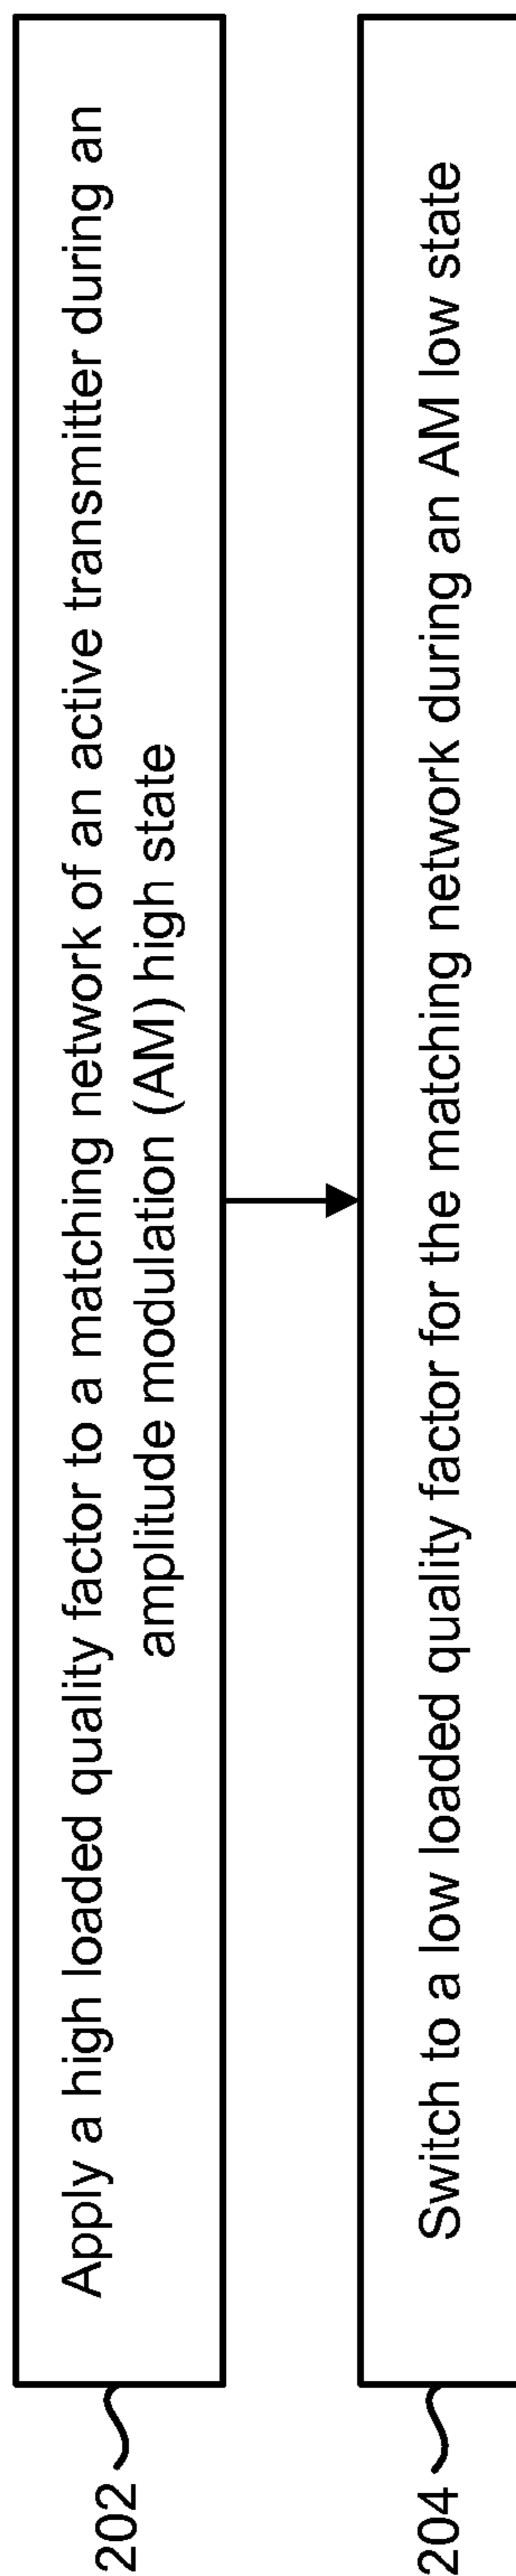 202
Apply a high loaded quality factor to a matching network of an active transmitter during an
amplitude modulation (AM) high state
204
Switch to a low loaded quality factor for the matching network during an AM low state